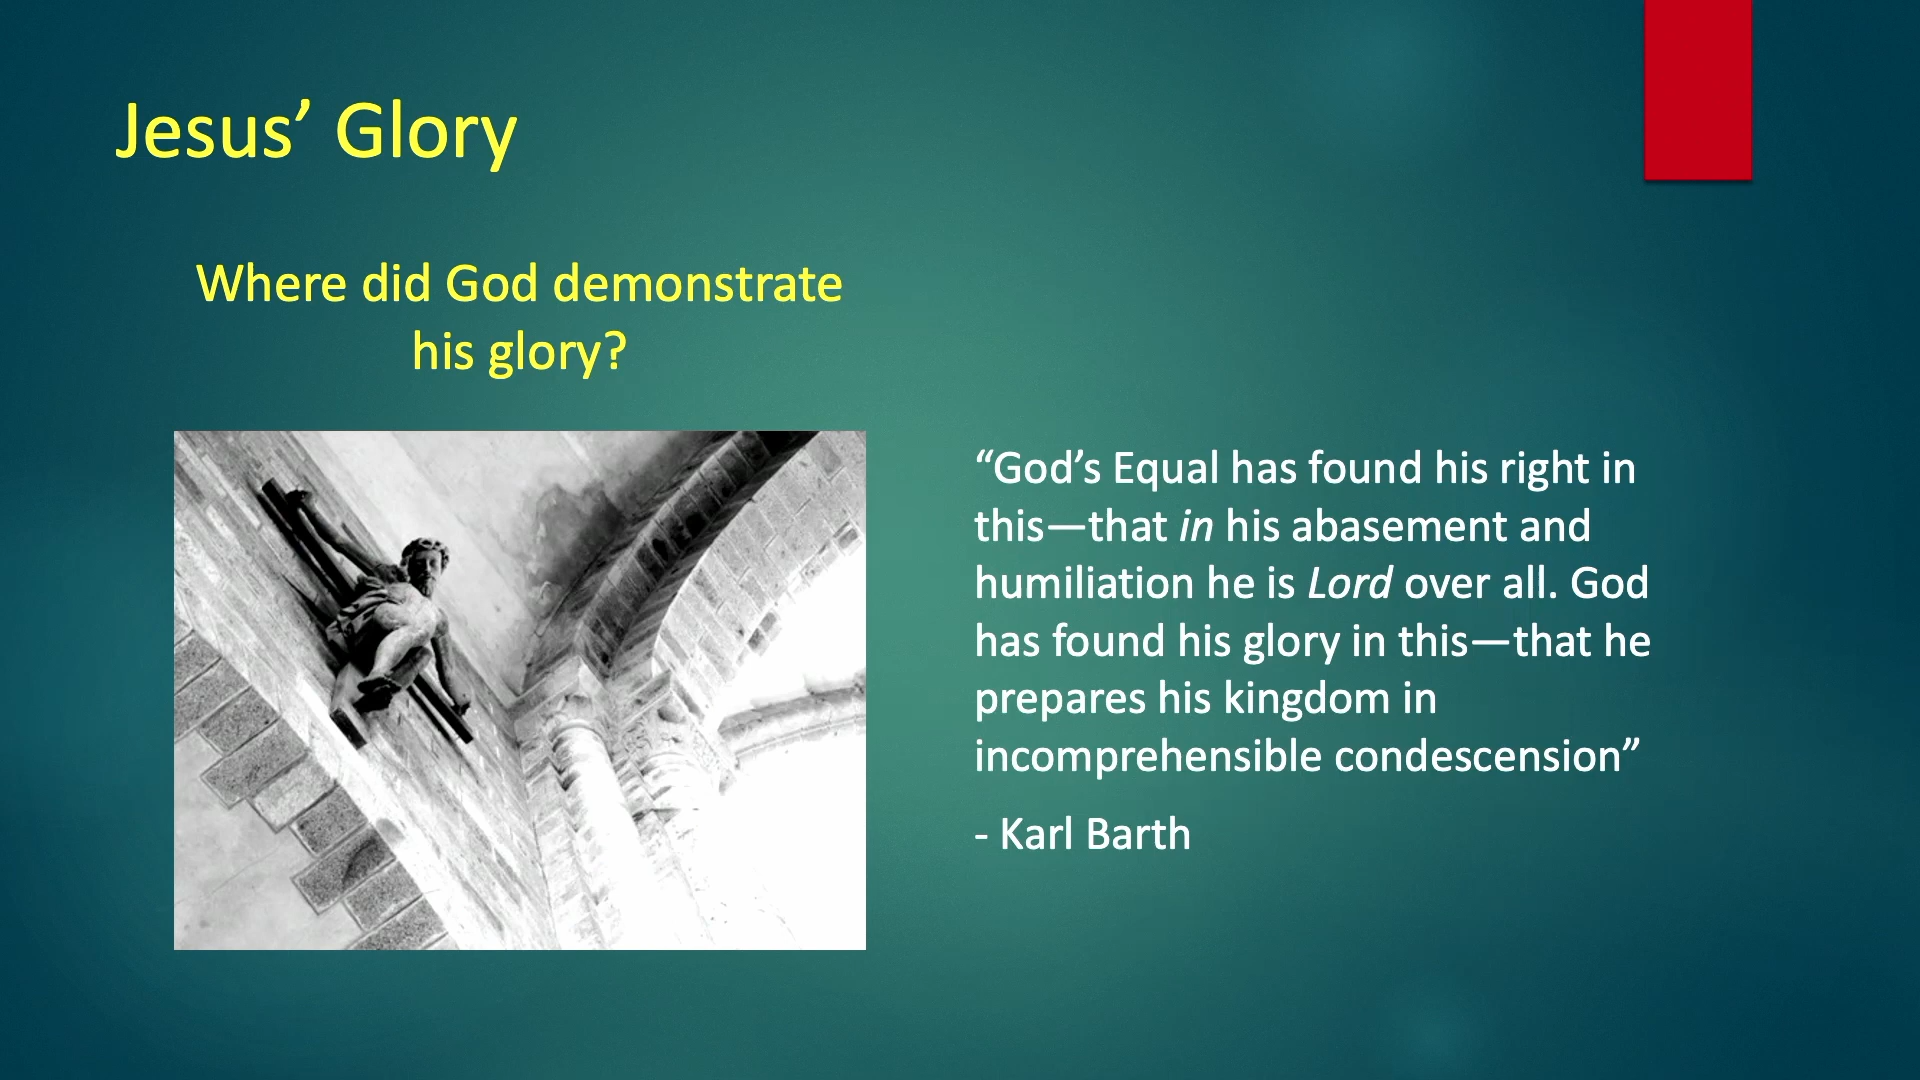 Jesus’ Glory
Where did God demonstrate
his glory?
“God’s Equal has found his right in
this—that in his abasement and
humiliation he is Lord over all. God
has found his glory in this—that he
prepares his kingdom in
incomprehensible condescension”
- Karl Barth